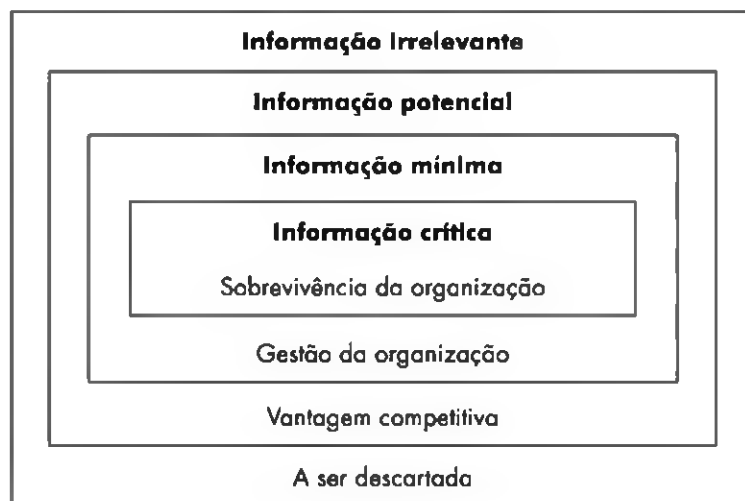 Informação Irrelevante
Informação potencial
Informação mínima
Informação crítica
Sobrevivência da organização
Gestão da organização
Vantagem competitiva
A ser descartada